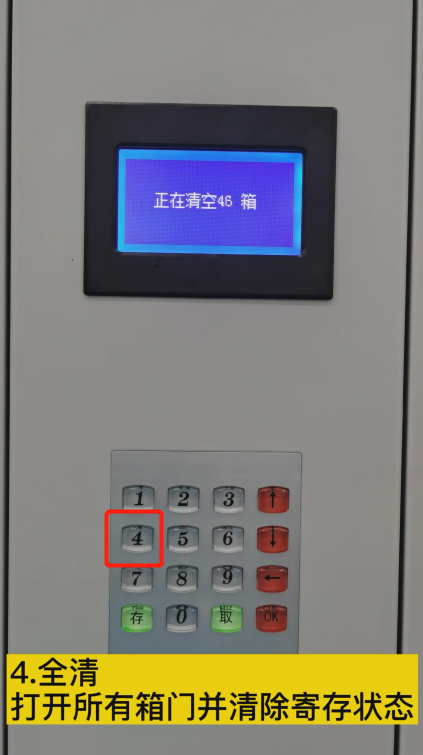 正在清空46 箱
1 2 3 ↑
4 5 6 ↓
7 8 9 ←
存 0 取 OK
4.全清
打开所有箱门并清除寄存状态